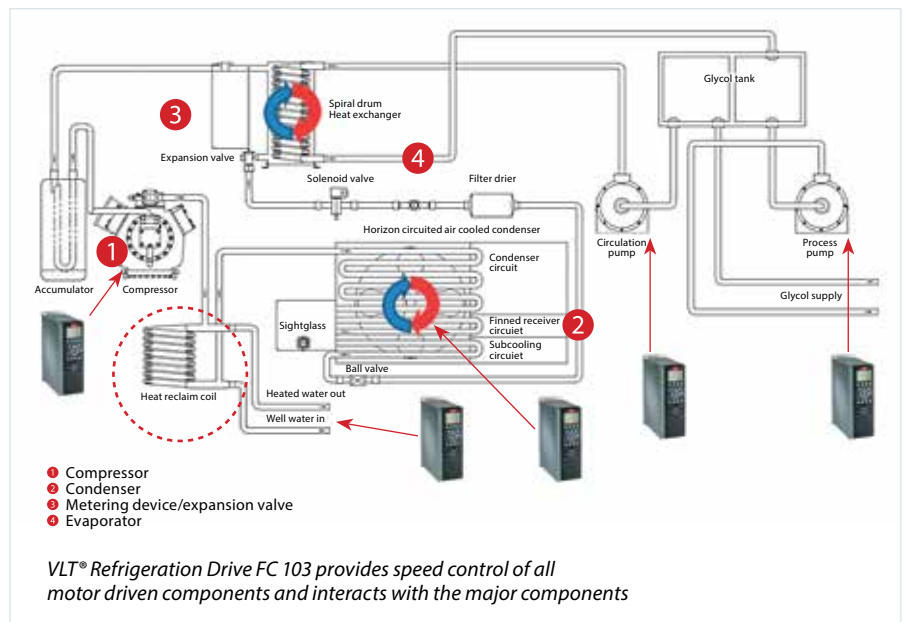 Glycol tank
3
Spiral drum
Heat exchanger
Expansion valve
4
Solenoid valve
Filter drier
Horizon circuited air cooled condenser
1
Condenser
circuit
Circulation
pump
Process
pump
Accumulator
Compressor
Glycol supply
Sightglass
Finned receiver
circuiet
2
Subcooling
circuiet
Ball valve
Heat reclaim coil
Heated water out
Well water in
1 Compressor
2 Condenser
3 Metering device/expansion valve
4 Evaporator
VLT® Refrigeration Drive FC 103 provides speed control of all
motor driven components and interacts with the major components